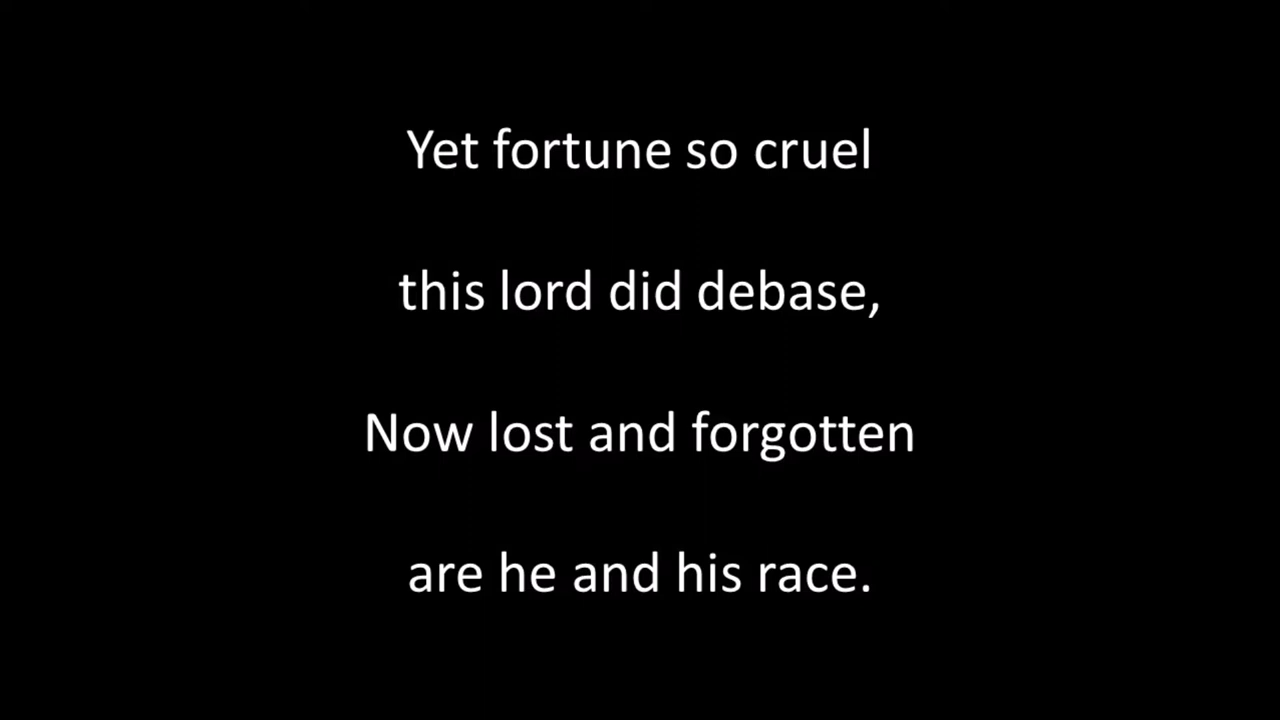 Yet fortune so cruel
this lord did debase,
Now lost and forgotten
are he and his race.